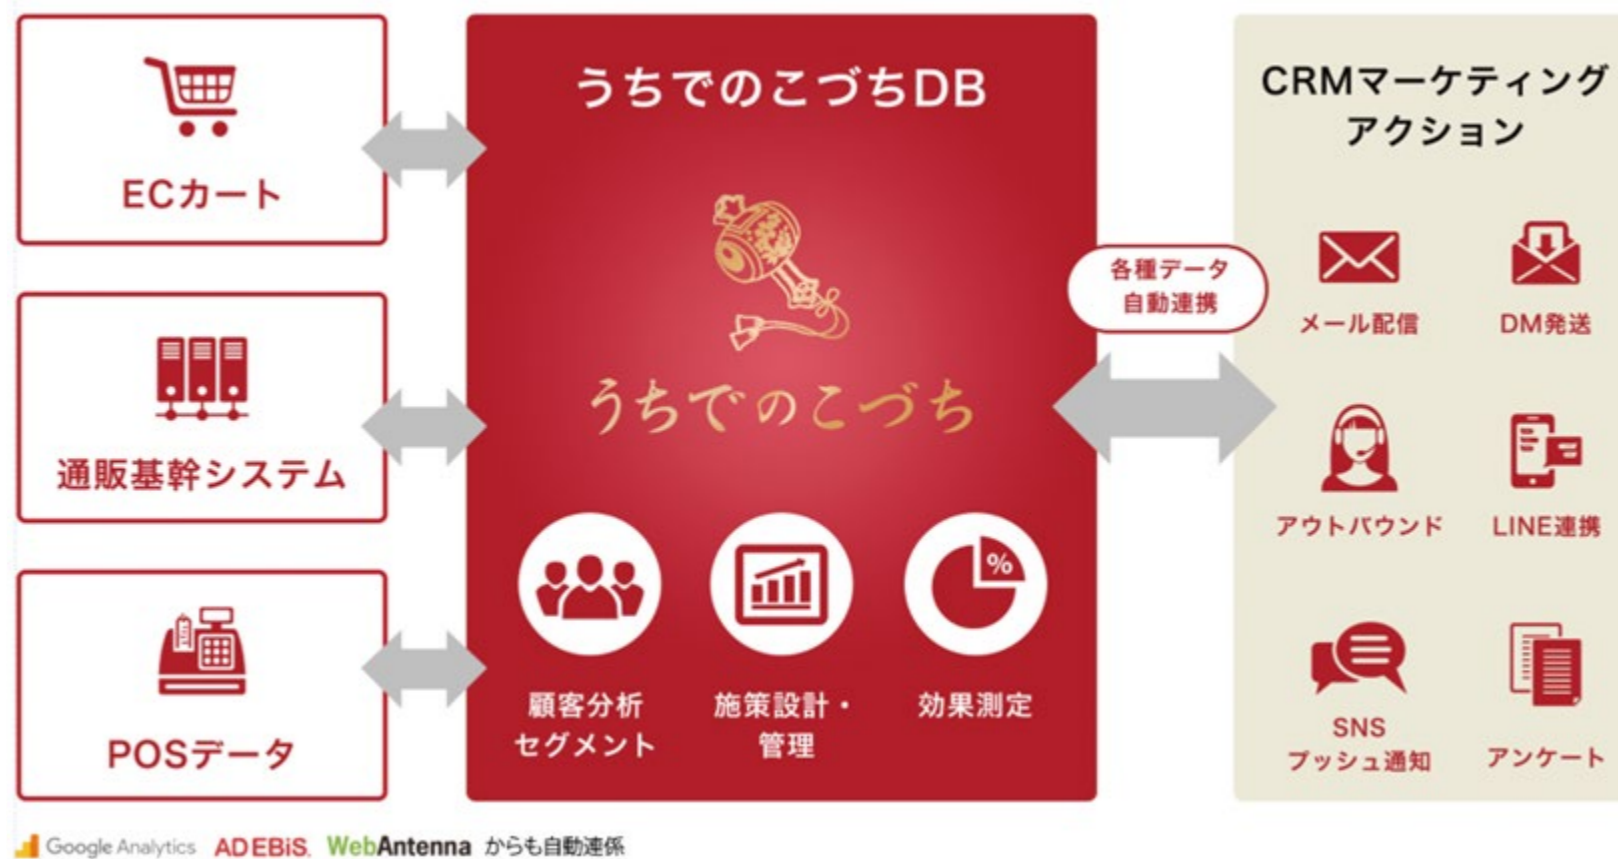 ECカート
通販基幹システム
POSデータ
うちでのこづちDB
うちでのこづち
顧客分析
セグメント
施策設計・
管理
%
効果測定
各種データ
自動連携
CRMマーケティング
アクション
メール配信
DM発送
アウトバウンド
LINE連携
SNS
プッシュ通知
アンケート
Google Analytics AD EBiS. WebAntenna からも自動連係